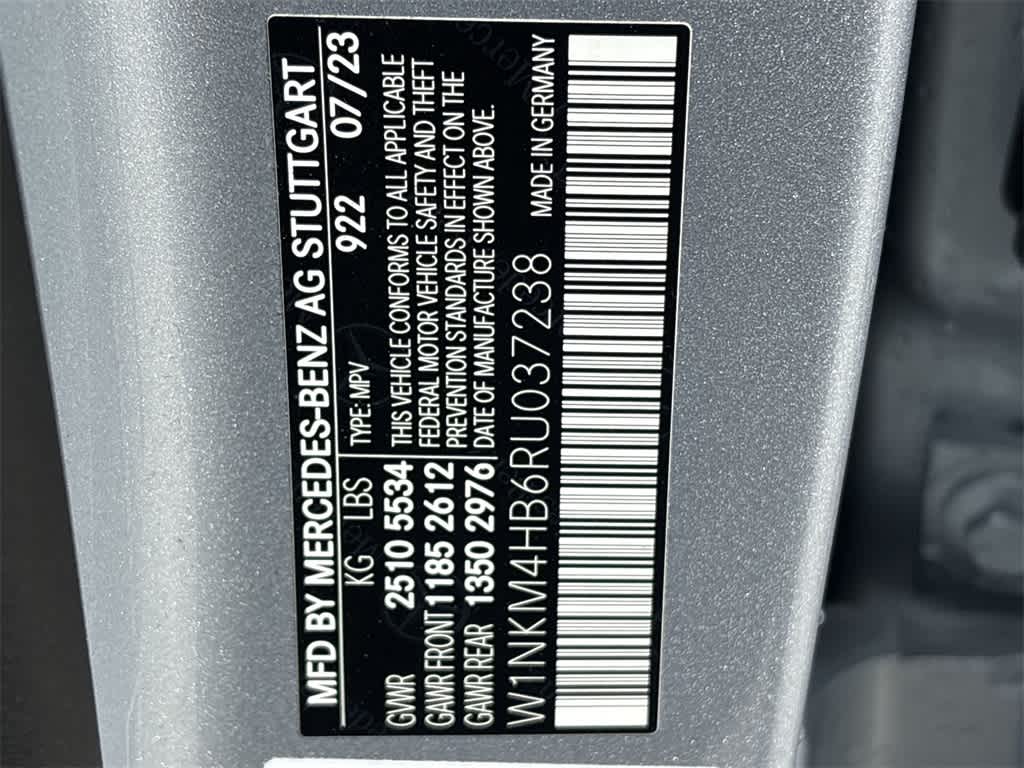 MFD BY MERCEDES-BENZ AG STUTTGART
KG LBS TYPE: MPV 922 07/23
GWR 2510 5534
GAWR FRONT 1185 2612
GAWR REAR 1350 2976
THIS VEHICLE CONFORMS TO ALL APPLICABLE
FEDERAL MOTOR VEHICLE SAFETY AND THEFT
PREVENTION STANDARDS IN EFFECT ON THE
DATE OF MANUFACTURE SHOWN ABOVE.
W1NKM4HB6RU037238 MADE IN GERMANY